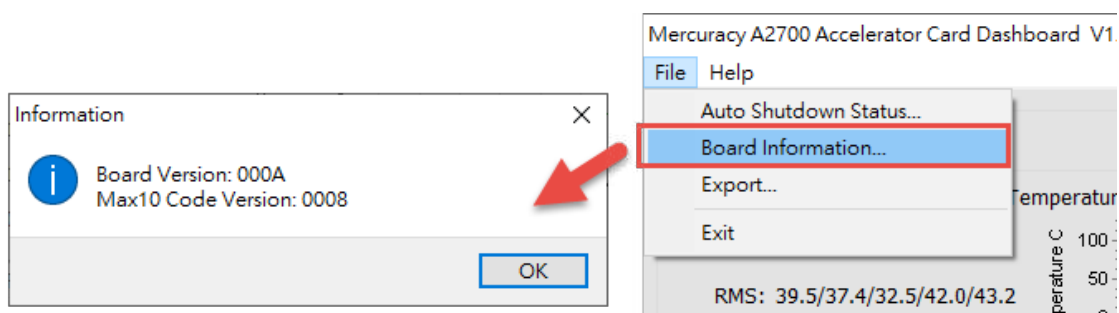 Information
Board Version: 000A
Max10 Code Version: 0008
OK
Mercuracy A2700 Accelerator Card Dashboard V1.
File Help
Auto Shutdown Status...
Board Information...
Export...
Exit
emperatur
100
50
perature C
RMS: 39.5/37.4/32.5/42.0/43.2